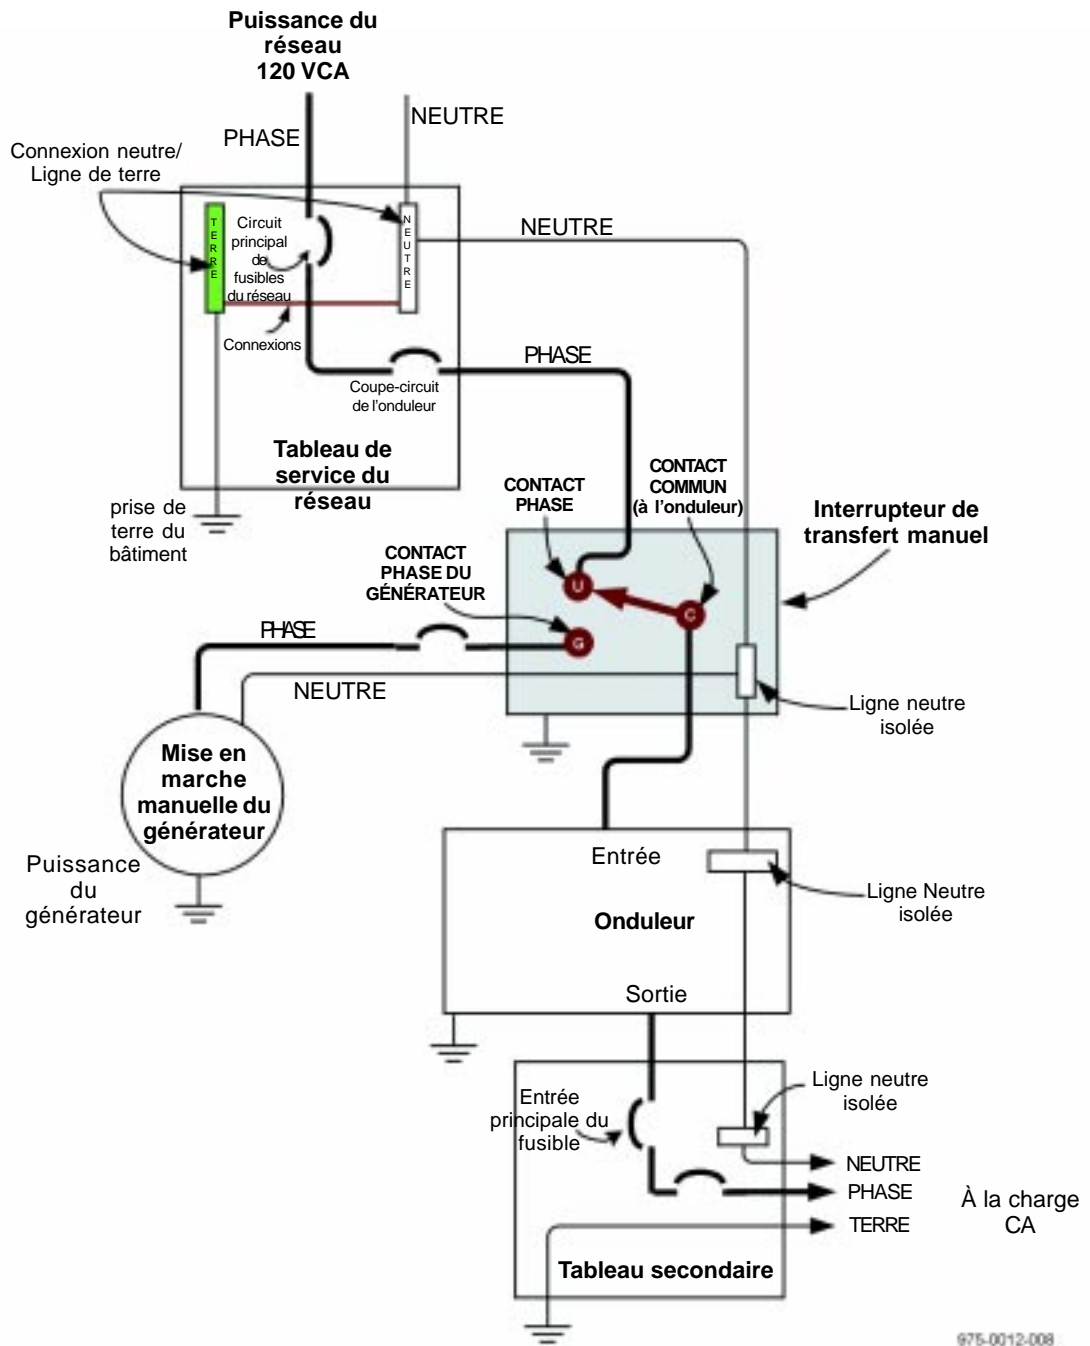 Puissance du
réseau
120 VCA
NEUTRE
PHASE
Connexion neutre/
Ligne de terre
TERRE
Circuit
principal
de
fusibles
du réseau
NEUTRE
NEUTRE
Connexions
PHASE
Coupe-circuit
de l'onduleur
Tableau de
service du
réseau
prise de
terre du
bâtiment
CONTACT
PHASE
CONTACT
COMMUN
(à l'onduleur)
Interrupteur de
transfert manuel
CONTACT
PHASE DU
GÉNÉRATEUR
U
C
G
PHASE
NEUTRE
Ligne neutre
isolée
Mise en
marche
manuelle du
générateur
Puissance
du
générateur
Entrée
Ligne Neutre
isolée
Onduleur
Sortie
Entrée
principale du
fusible
Ligne neutre
isolée
NEUTRE
PHASE
TERRE
À la charge
CA
Tableau secondaire
975-0012-008